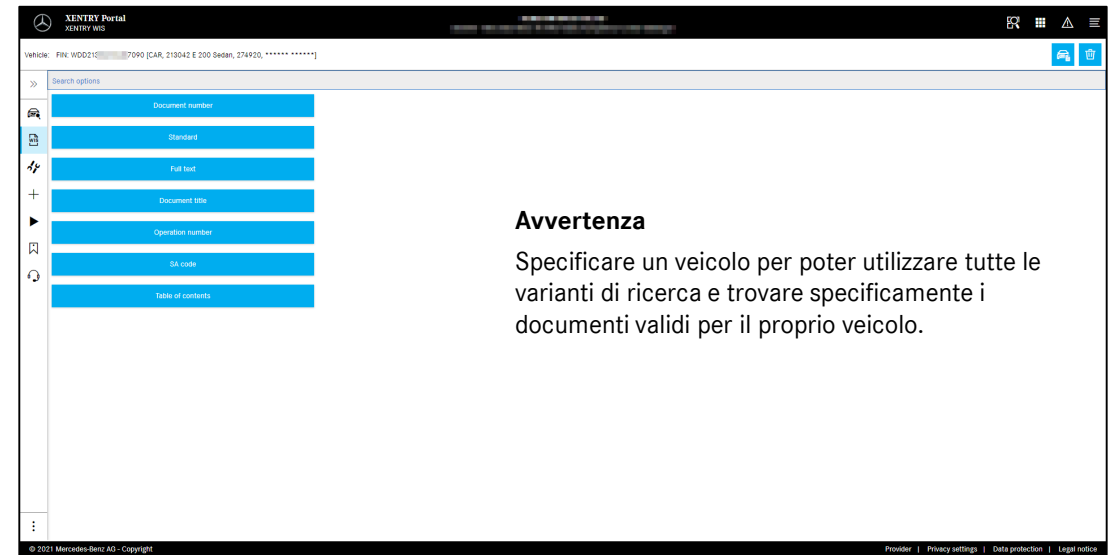 XENTRY Portal
XENTRY WIS
Vehicle: FIN: WDD213 7090 [CAR, 213042 E 200 Sedan, 274920, ****** ******]
Search options
Document number
Standard
Full text
Document title
Operation number
SA code
Table of contents
WIS
Avvertenza
Specificare un veicolo per poter utilizzare tutte le
varianti di ricerca e trovare specificamente i
documenti validi per il proprio veicolo.
© 2021 Mercedes-Benz AG - Copyright
Provider | Privacy settings | Data protection | Legal notice